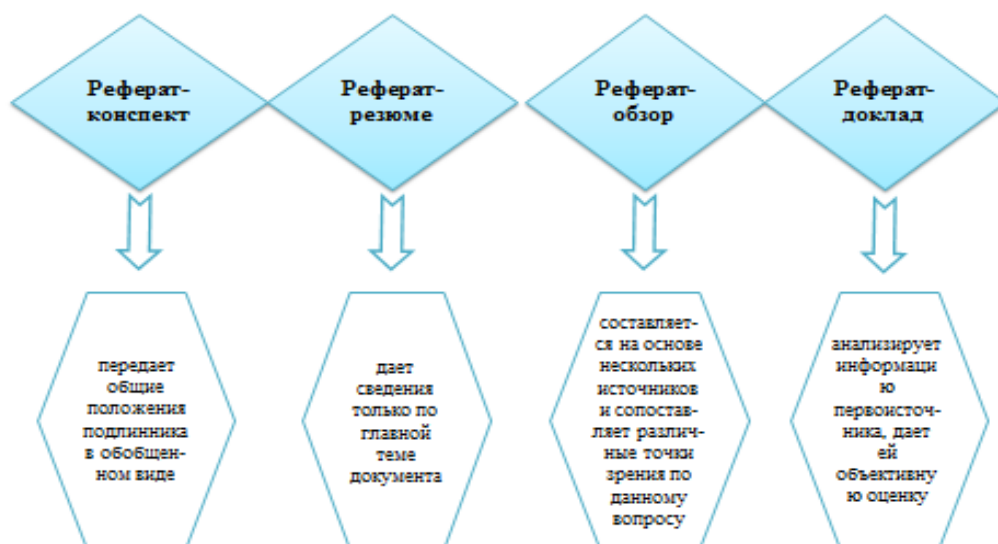 Реферат-
конспект
Реферат-
резюме
Реферат-
обзор
Реферат-
доклад
передает
общие
положения
подлинника
в обобщен-
ном виде
дает
сведения
только по
главной
теме
документа
составляет-
ся на основе
нескольких
источников
и сопостав-
ляет различ-
ные точки
зрения по
данному
вопросу
анализирует
информаци
ю
первоисточ-
ника, дает
ей
объективну
ю оценку